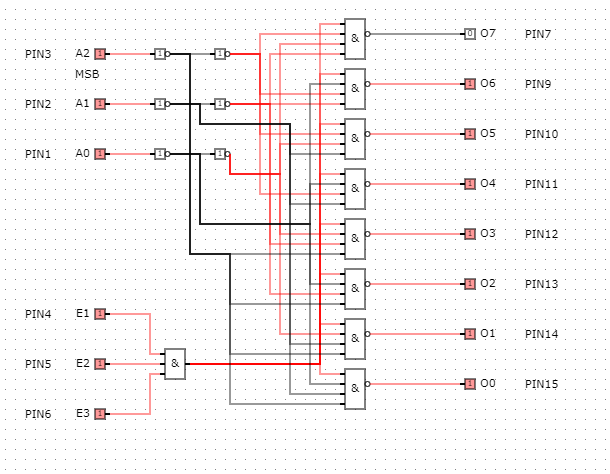 & 0 O7 PIN7
PIN3 A2 1 1 1
MSB
& 1 O6 PIN9
PIN2 A1 1 1 1
& 1 O5 PIN10
PIN1 A0 1 1 1
& 1 O4 PIN11
& 1 O3 PIN12
& 1 O2 PIN13
PIN4 E1 1
& 1 O1 PIN14
PIN5 E2 1 &
& 1 O0 PIN15
PIN6 E3 1